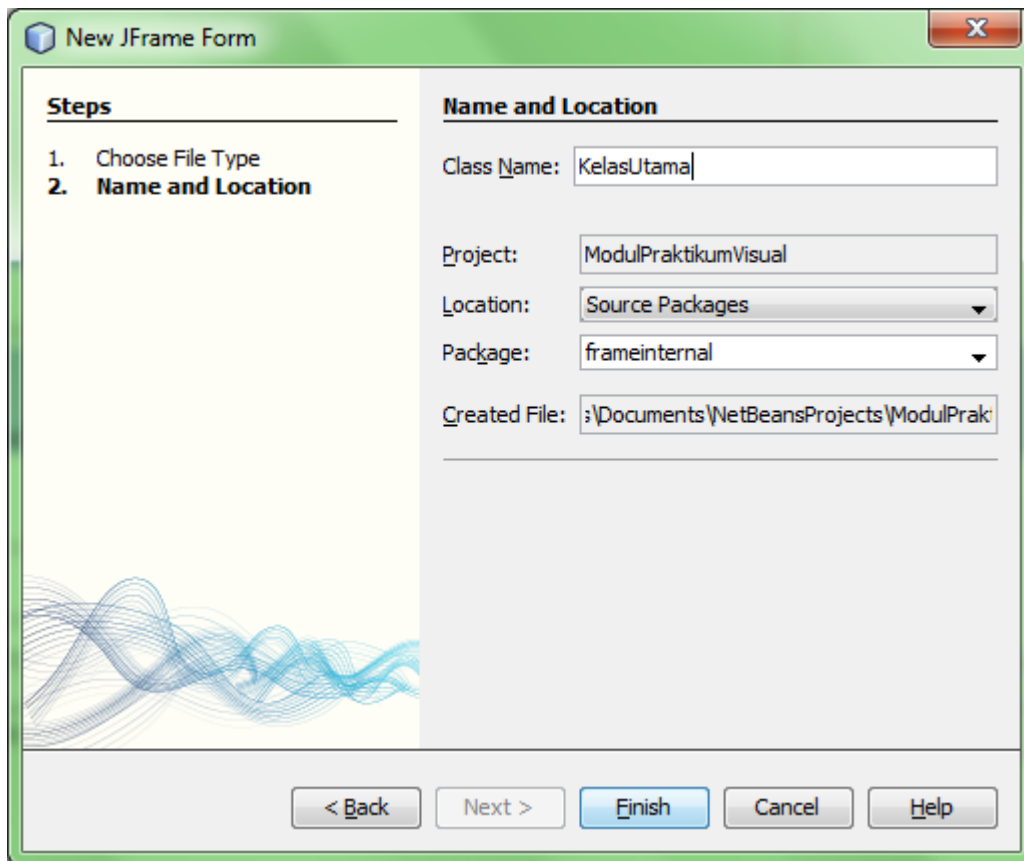 New JFrame Form
Steps
1. Choose File Type
2. Name and Location
Name and Location
Class Name: KelasUtama
Project: ModulPraktikumVisual
Location: Source Packages
Package: frameinternal
Created File: s\Documents\NetBeansProjects\ModulPrakt
< Back Next > Finish Cancel Help